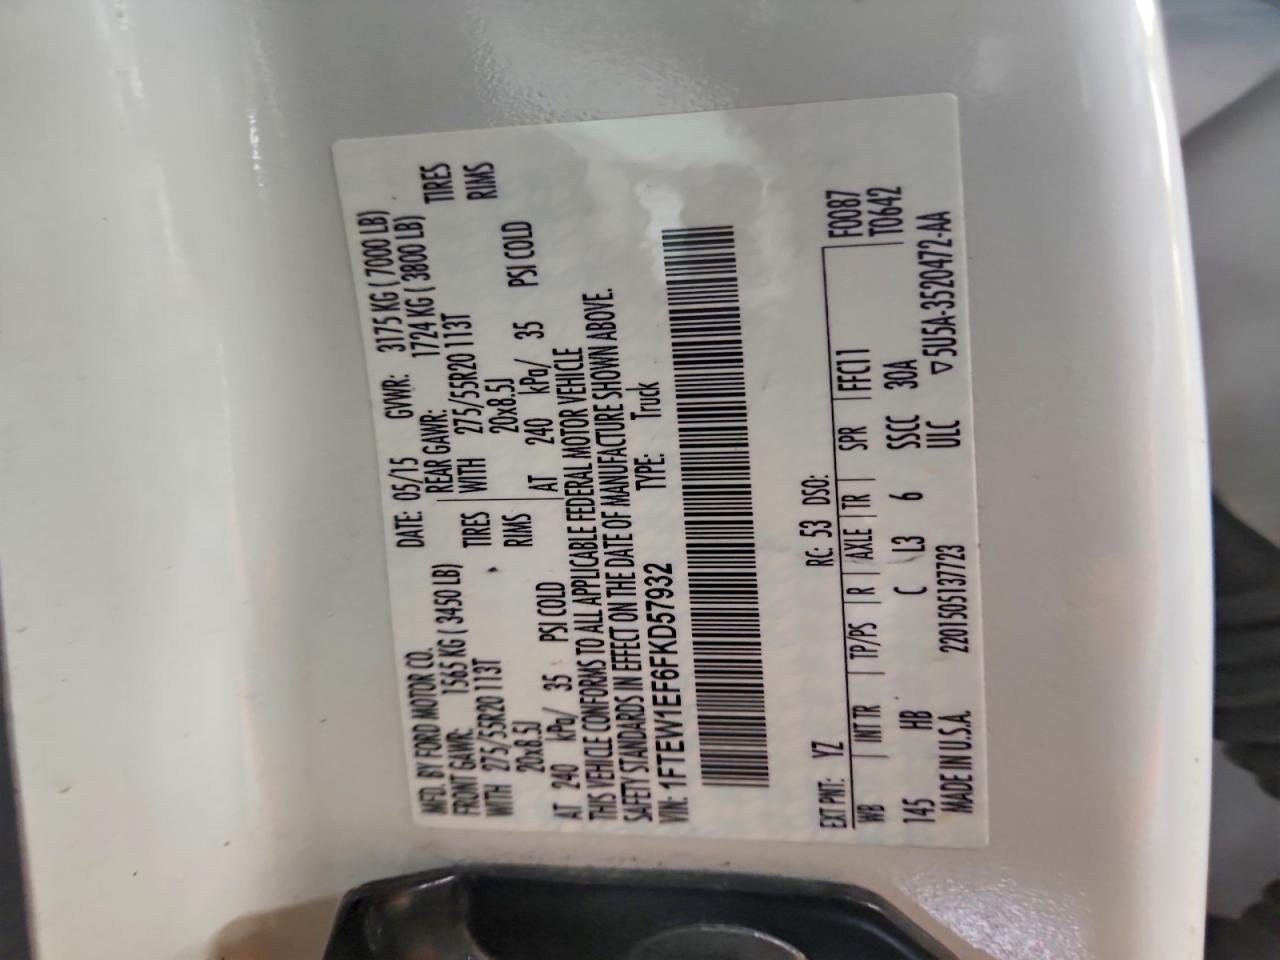 MFD. BY FORD MOTOR CO.
DATE: 05/15 GVWR: 3175 KG ( 7000 LB)
FRONT GAWR: 1565 KG ( 3450 LB) REAR GAWR: 1724 KG ( 3800 LB)
WITH 275/55R20 113T TIRES WITH 275/55R20 113T TIRES
20x8.5J RIMS 20x8.5J RIMS
AT 240 kPa/ 35 PSI COLD AT 240 kPa/ 35 PSI COLD
THIS VEHICLE CONFORMS TO ALL APPLICABLE FEDERAL MOTOR VEHICLE
SAFETY STANDARDS IN EFFECT ON THE DATE OF MANUFACTURE SHOWN ABOVE.
VIN: 1FTEW1EF6FKD57932 TYPE: Truck
F0087
T0642
EXT PNT: YZ RC: 53 DSO:
WB INT TR TP/PS R AXLE TR SPR FFC11
145 HB C L3 6 SSCC 30A
MADE IN U.S.A. 2201505137723 ULC ▽5U5A-3520472-AA